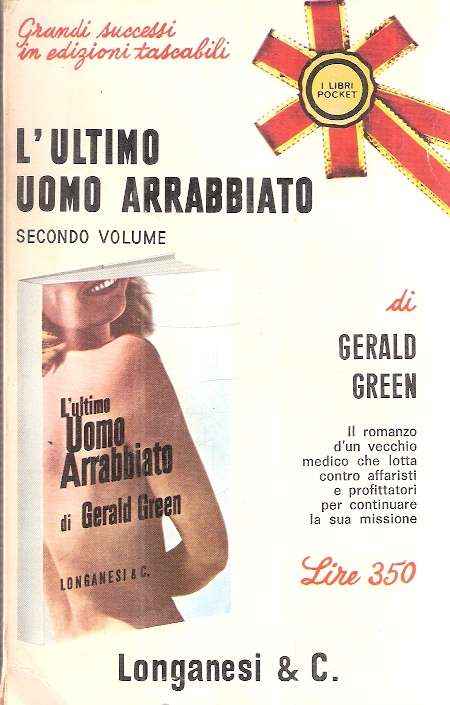 Grandi successi
in edizioni tascabili
I LIBRI
POCKET
L'ULTIMO
UOMO ARRABBIATO
SECONDO VOLUME
di
GERALD
GREEN
Il romanzo
d'un vecchio
medico che lotta
contro affaristi
e profittatori
per continuare
la sua missione
Lire 350
L'ultimo
Uomo
Arrabbiato
di Gerald Green
LONGANESI & C.
Longanesi & C.